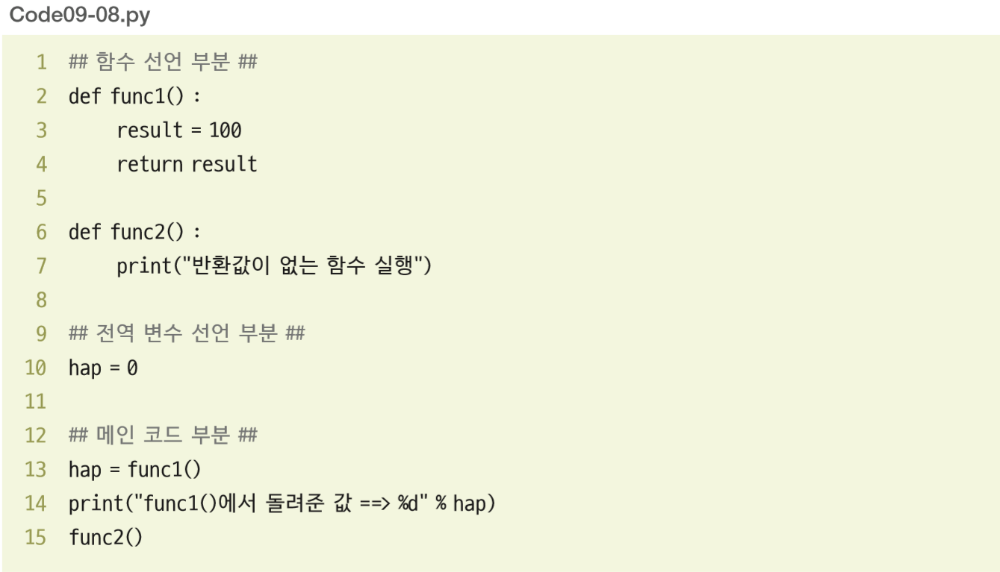 Code09-08.py
1 ## 함수 선언 부분 ##
2 def func1() :
3     result = 100
4     return result
5
6 def func2() :
7     print("반환값이 없는 함수 실행")
8
9 ## 전역 변수 선언 부분 ##
10 hap = 0
11
12 ## 메인 코드 부분 ##
13 hap = func1()
14 print("func1()에서 돌려준 값 ==> %d" % hap)
15 func2()